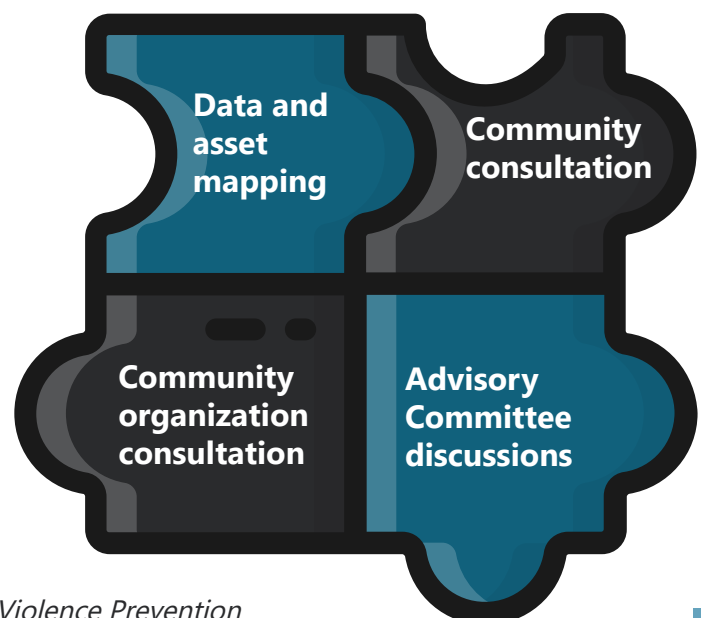 Data and
asset
mapping
Community
consultation
Community
organization
consultation
Advisory
Committee
discussions
Violence Prevention